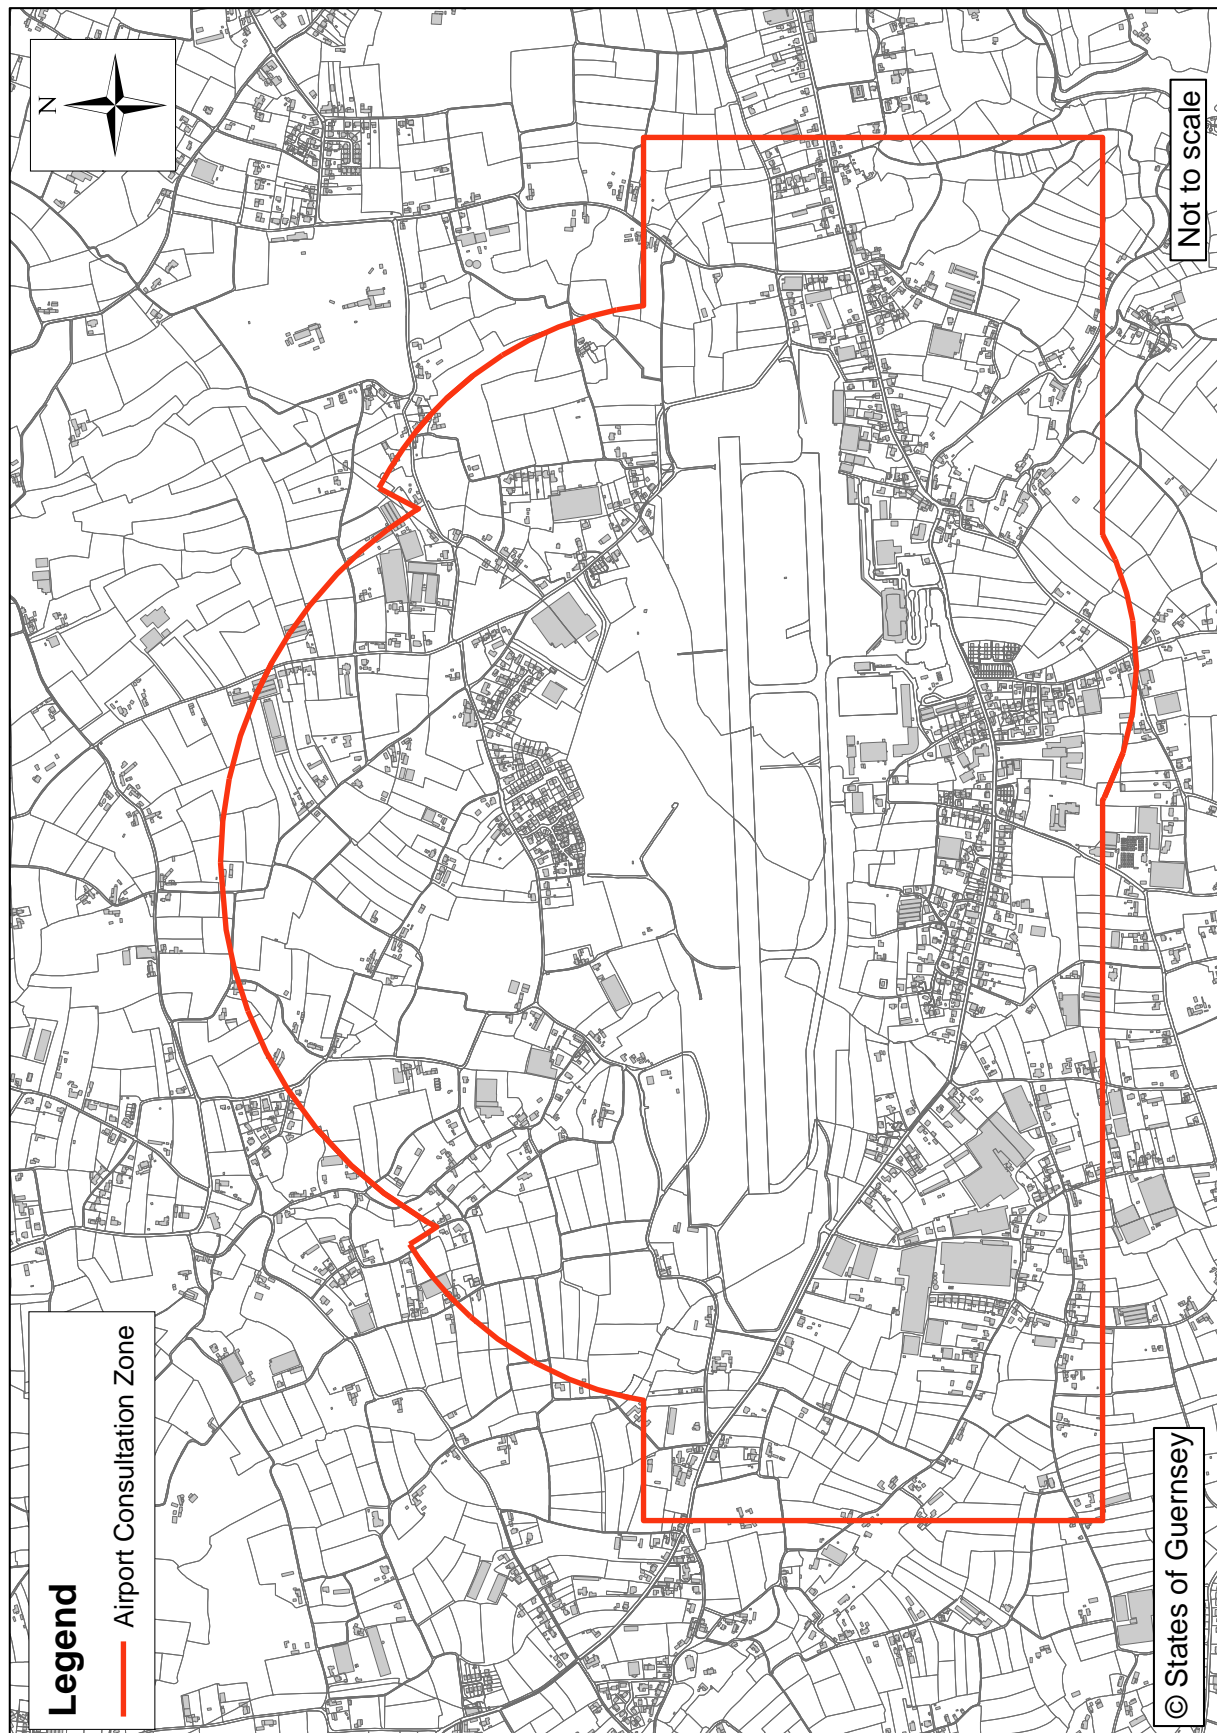 N
Legend
Airport Consultation Zone
© States of Guernsey
Not to scale